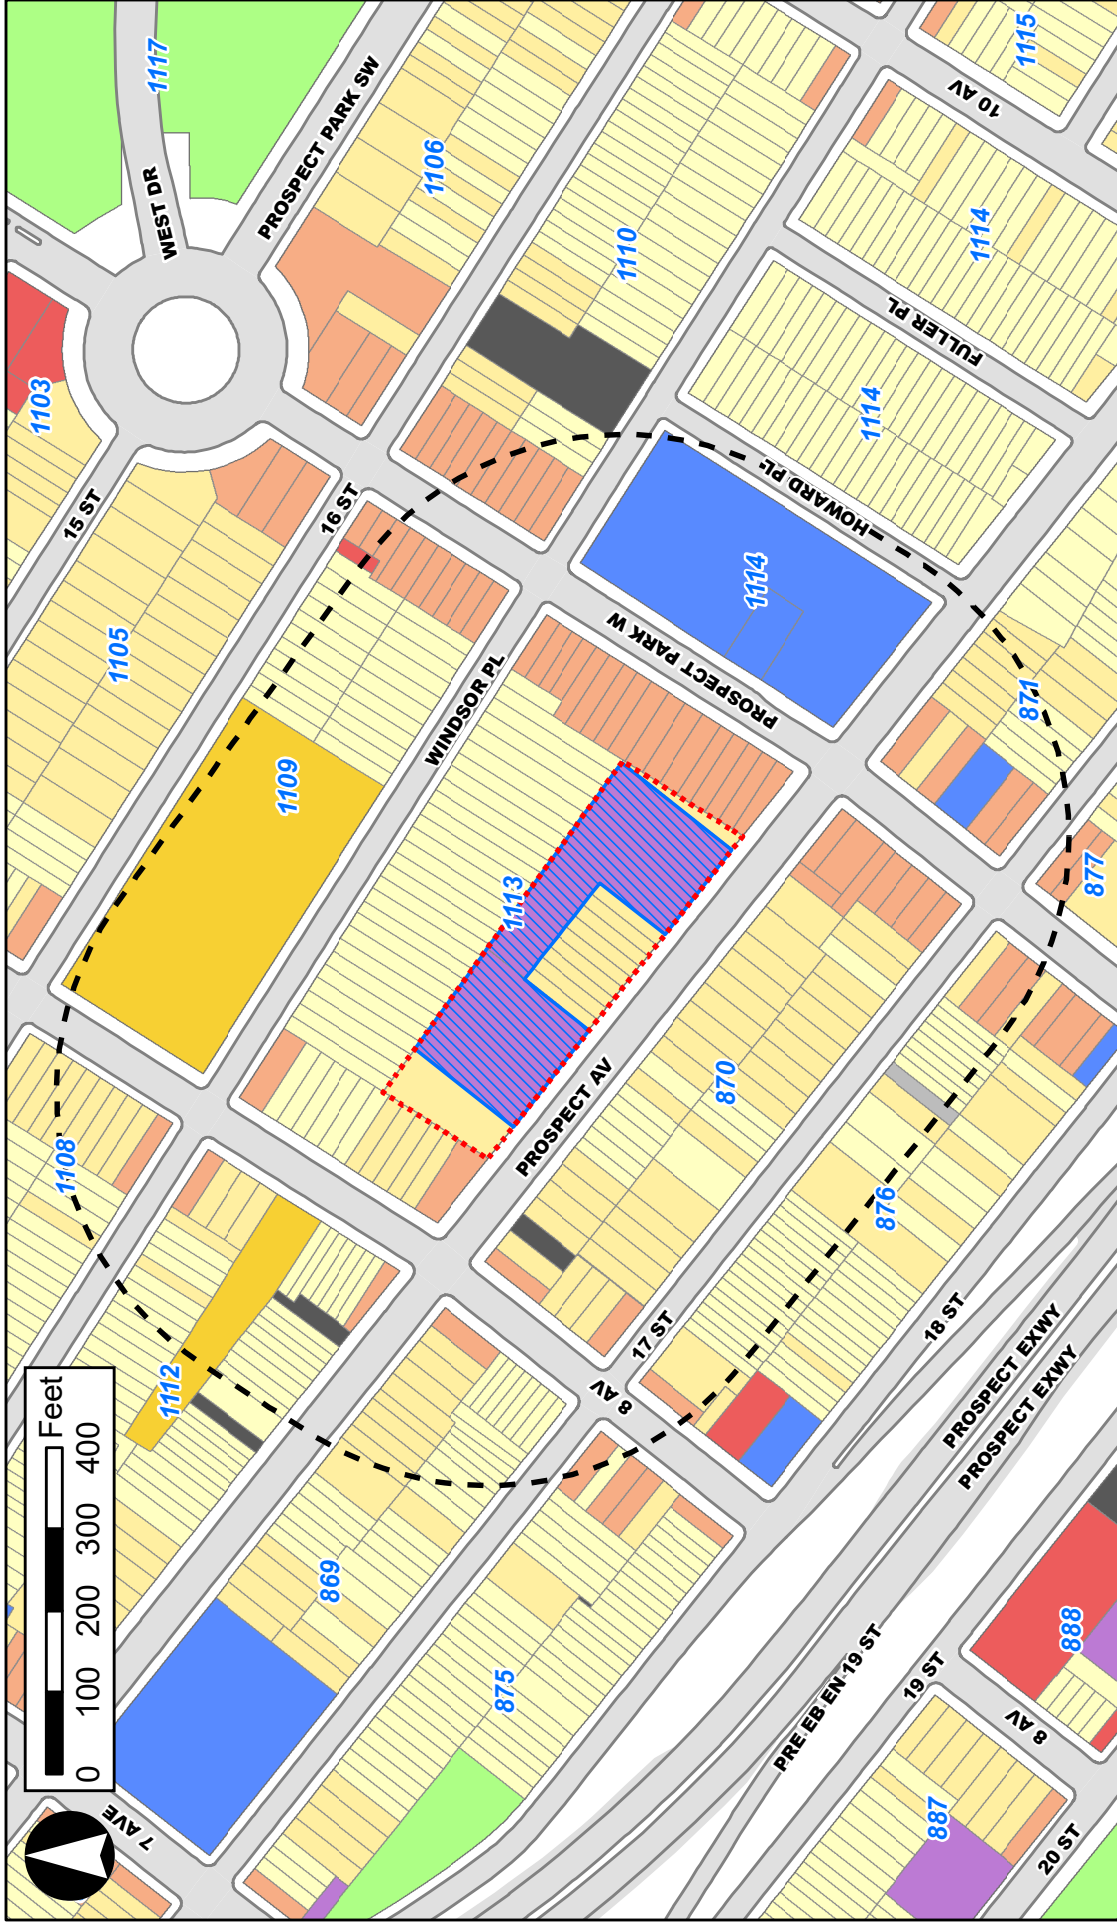 1117
1115
WEST DR
PROSPECT PARK SW
10 AV
1106
1110
1114
1103
FULLER PL
15 ST
16 ST
1114
HOWARD PL
1105
1114
PROSPECT PARK W
WINDSOR PL
871
1109
877
1113
PROSPECT AV
870
1108
876
17 ST
18 ST
8 AV
1112
PROSPECT EXWY
PROSPECT EXWY
Feet
0 100 200 300 400
869
875
888
PRE EB EN 19 ST
19 ST
8 AV
7 AVE
887
20 ST